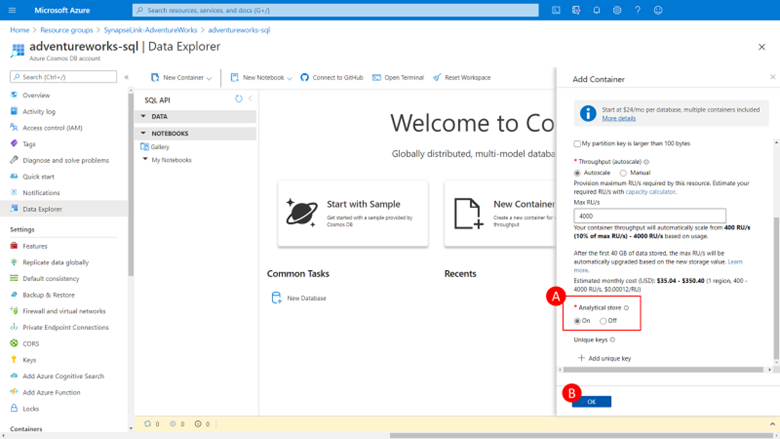 Microsoft Azure
Search resources, services, and docs (G+/)
Home > Resource groups > SynapseLink-AdventureWorks > adventureworks-sql
adventureworks-sql | Data Explorer
Azure Cosmos DB account
Search (Ctrl+/)
Overview
Activity log
Access control (IAM)
Tags
Diagnose and solve problems
Quick start
Notifications
Data Explorer
Settings
Features
Replicate data globally
Default consistency
Backup & Restore
Firewall and virtual networks
Private Endpoint Connections
CORS
Keys
Add Azure Cognitive Search
Add Azure Function
Locks
Containers
New Container
New Notebook
Connect to GitHub
Open Terminal
Reset Workspace
SQL API
DATA
NOTEBOOKS
Gallery
My Notebooks
Welcome to Cos
Globally distributed, multi-model databa
Start with Sample
Get started with a sample provided by
Cosmos DB
New Container
Create a new container for
throughput
Common Tasks
New Database
Recents
0 0 0
Add Container
Start at $24/mo per database, multiple containers included
More details
My partition key is larger than 100 bytes
* Throughput (autoscale)
Autoscale Manual
Provision maximum RU/s required by this resource. Estimate your
required RU/s with capacity calculator.
Max RU/s
4000
Your container throughput will automatically scale from 400 RU/s
(10% of max RU/s) - 4000 RU/s based on usage.
After the first 40 GB of data stored, the max RU/s will be
automatically upgraded based on the new storage value. Learn
more.
Estimated monthly cost (USD): $35.04 - $350.40 (1 region, 400 -
4000 RU/s, $0.00012/RU)
A
* Analytical store
On Off
Unique keys
Add unique key
B
OK